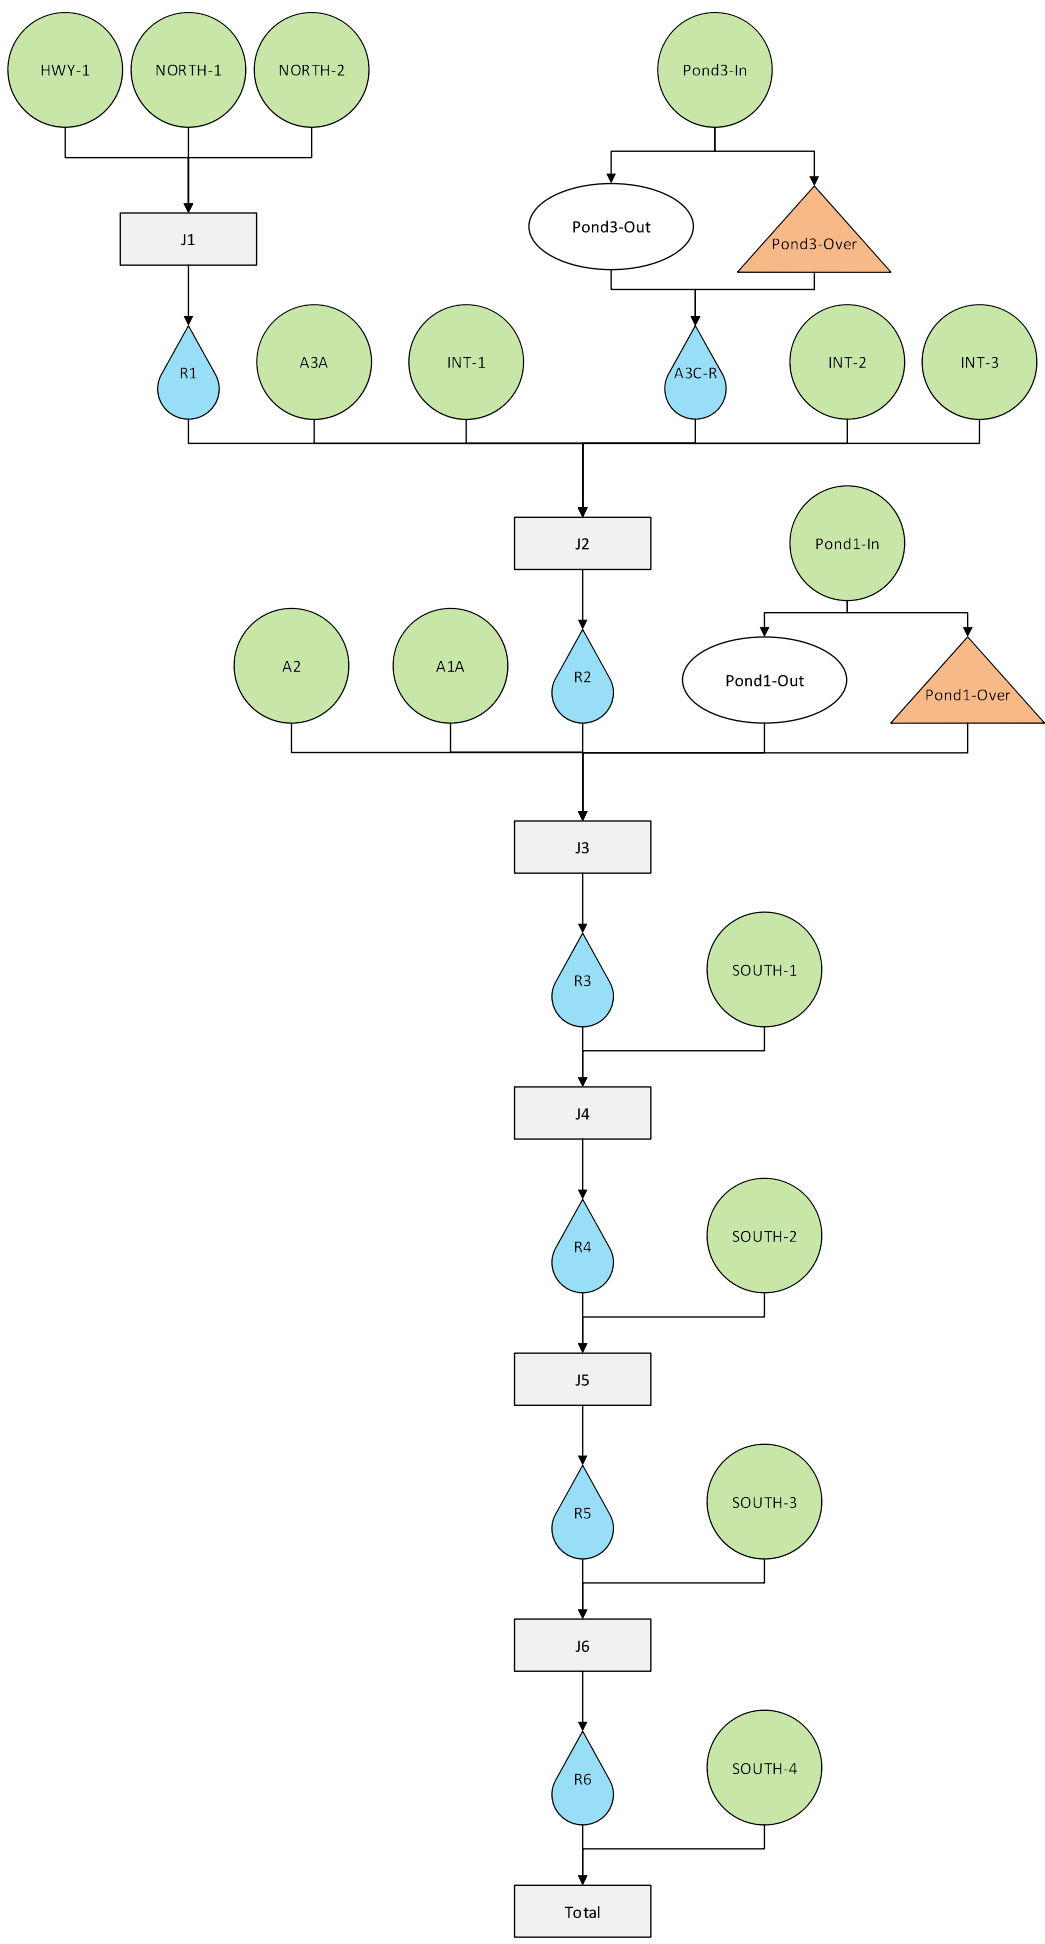 HWY-1
NORTH-1
NORTH-2
Pond3-In
Pond3-Out
Pond3-Over
J1
R1
A3A
INT-1
A3C-R
INT-2
INT-3
J2
Pond1-In
A2
A1A
R2
Pond1-Out
Pond1-Over
J3
R3
SOUTH-1
J4
R4
SOUTH-2
J5
R5
SOUTH-3
J6
R6
SOUTH-4
Total